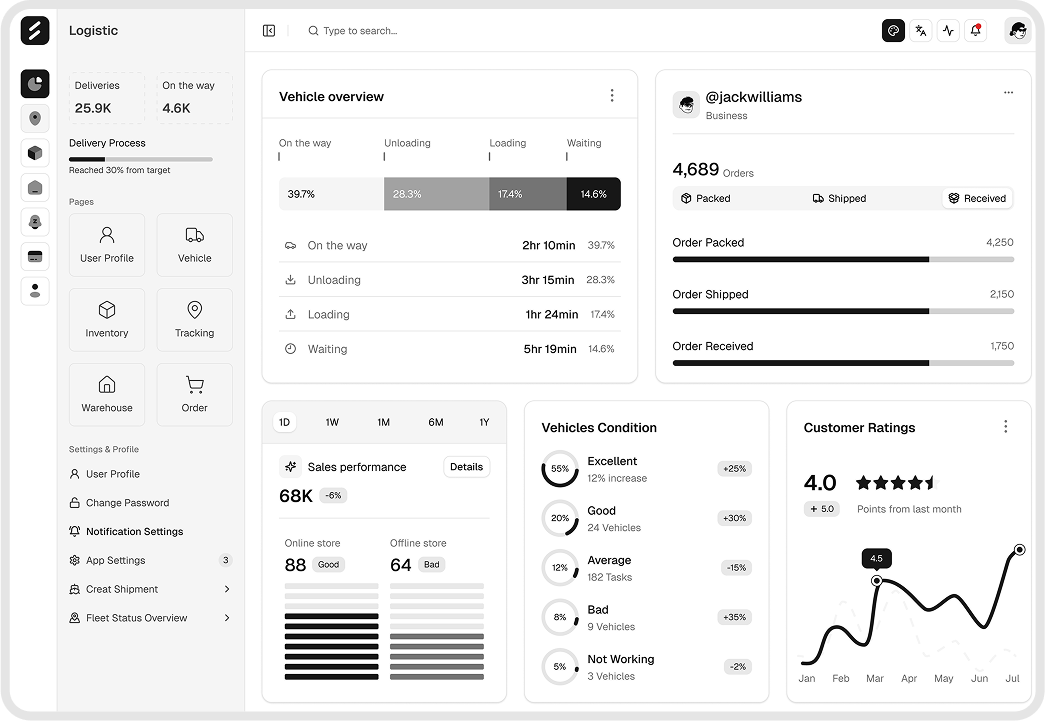 Logistic
Type to search...
Deliveries
25.9K
On the way
4.6K
Delivery Process
Reached 30% from target
Pages
User Profile
Vehicle
Inventory
Tracking
Warehouse
Order
Settings & Profile
User Profile
Change Password
Notification Settings
App Settings 3
Creat Shipment
Fleet Status Overview
Vehicle overview
On the way Unloading Loading Waiting
39.7% 28.3% 17.4% 14.6%
On the way 2hr 10min 39.7%
Unloading 3hr 15min 28.3%
Loading 1hr 24min 17.4%
Waiting 5hr 19min 14.6%
@jackwilliams
Business
4,689 Orders
Packed Shipped Received
Order Packed 4,250
Order Shipped 2,150
Order Received 1,750
1D 1W 1M 6M 1Y
Sales performance Details
68K -6%
Online store
88 Good
Offline store
64 Bad
Vehicles Condition
55% Excellent +25%
12% increase
20% Good +30%
24 Vehicles
12% Average -15%
182 Tasks
8% Bad +35%
9 Vehicles
5% Not Working -2%
3 Vehicles
Customer Ratings
4.0
+ 5.0 Points from last month
4.5
Jan Feb Mar Apr May Jun Jul